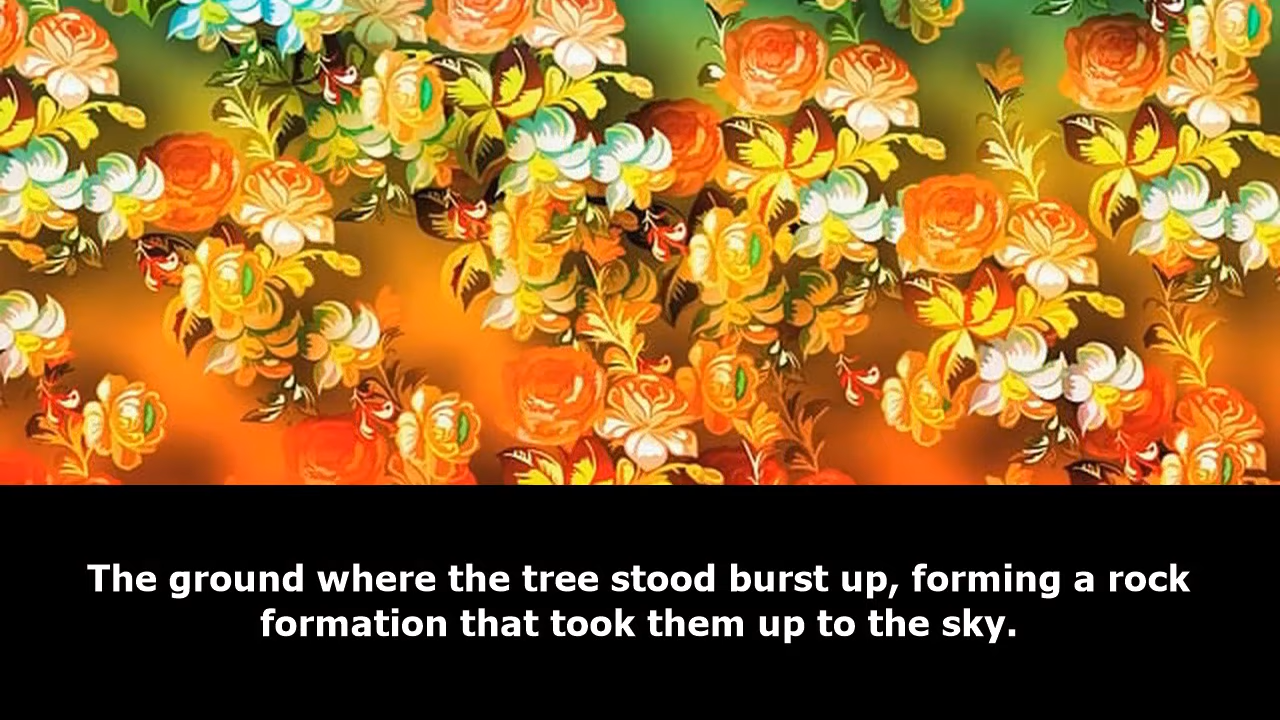 The ground where the tree stood burst up, forming a rock
formation that took them up to the sky.